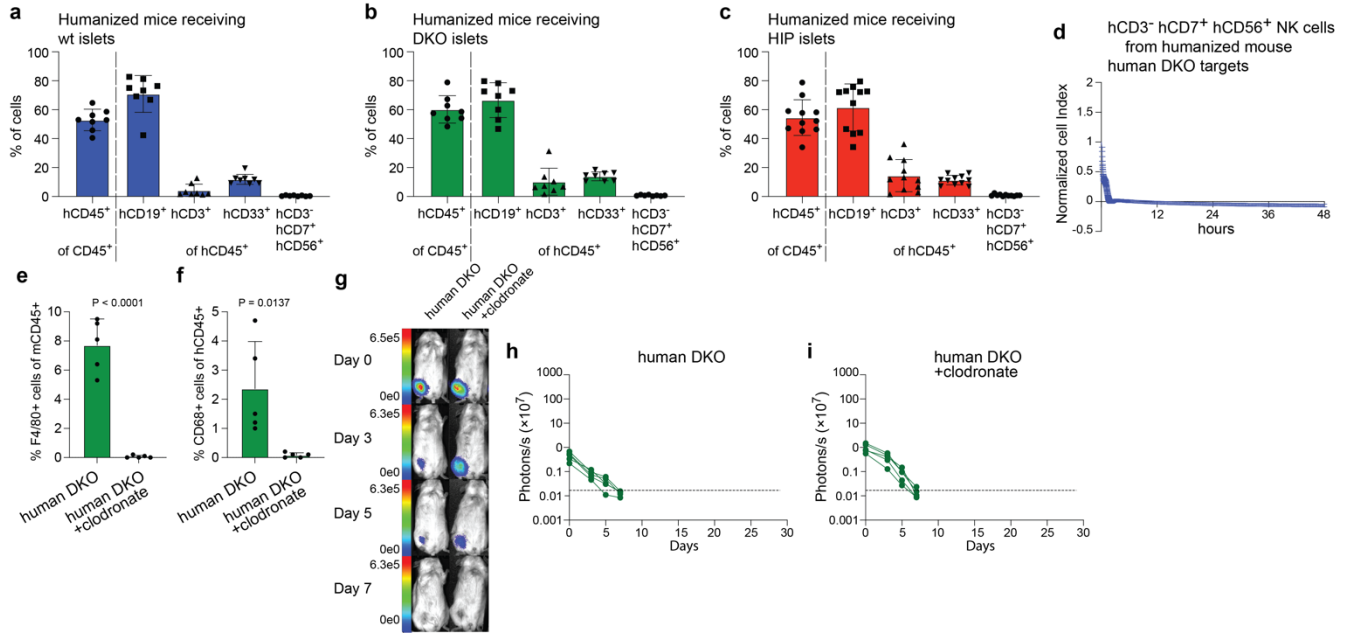 a
Humanized mice receiving
wt islets
% of cells
100
80
60
40
20
0
hCD45⁺
hCD19⁺
hCD3⁺
hCD33⁺
hCD3⁻
hCD7⁺
hCD56⁺
of CD45⁺
of hCD45⁺
b
Humanized mice receiving
DKO islets
% of cells
100
80
60
40
20
0
hCD45⁺
hCD19⁺
hCD3⁺
hCD33⁺
hCD3⁻
hCD7⁺
hCD56⁺
of CD45⁺
of hCD45⁺
c
Humanized mice receiving
HIP islets
% of cells
100
80
60
40
20
0
hCD45⁺
hCD19⁺
hCD3⁺
hCD33⁺
hCD3⁻
hCD7⁺
hCD56⁺
of CD45⁺
of hCD45⁺
d
hCD3⁻ hCD7⁺ hCD56⁺ NK cells
from humanized mouse
human DKO targets
Normalized cell Index
2
1.5
1
0.5
0
-0.5
12
24
36
48
hours
e
P < 0.0001
% F4/80+ cells of mCD45+
10
8
6
4
2
0
human DKO
human DKO
+clodronate
f
P = 0.0137
% CD68+ cells of hCD45+
5
4
3
2
1
0
human DKO
human DKO
+clodronate
g
human DKO
human DKO
+clodronate
6.5e5
Day 0
0e0
6.3e5
Day 3
0e0
6.3e5
Day 5
0e0
6.3e5
Day 7
0e0
h
human DKO
Photons/s (×10⁷)
1000
100
10
0
0.1
0.01
0.001
0
5
10
15
20
25
30
Days
i
human DKO
+clodronate
Photons/s (×10⁷)
1000
100
10
0
0.1
0.01
0.001
0
5
10
15
20
25
30
Days